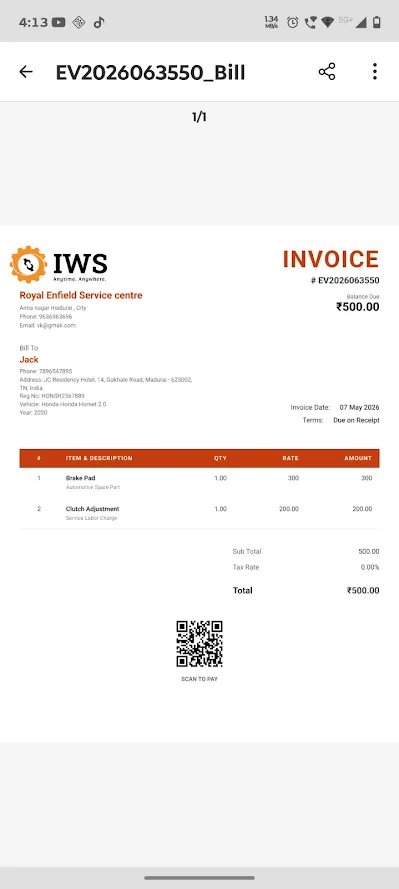 4:13
1.34 MB/s
5G+
EV2026063550_Bill
1/1
IWS
Anytime. Anywhere.
INVOICE
# EV2026063550
Balance Due
₹500.00
Royal Enfield Service centre
Anna nagar madurai , City
Phone: 9636963696
Email: vk@gmail.com
Bill To
Jack
Phone: 7896547895
Address: JC Residency Hotel, 14, Gokhale Road, Madurai - 625002,
TN, India
Reg No: HONSH2567889
Vehicle: Honda Honda Hornet 2.0
Year: 2020
Invoice Date: 07 May 2026
Terms: Due on Receipt
# ITEM & DESCRIPTION QTY RATE AMOUNT
1 Brake Pad 1.00 300 300
Automotive Spare Part
2 Clutch Adjustment 1.00 200.00 200.00
Service Labor Charge
Sub Total 500.00
Tax Rate 0.00%
Total ₹500.00
SCAN TO PAY